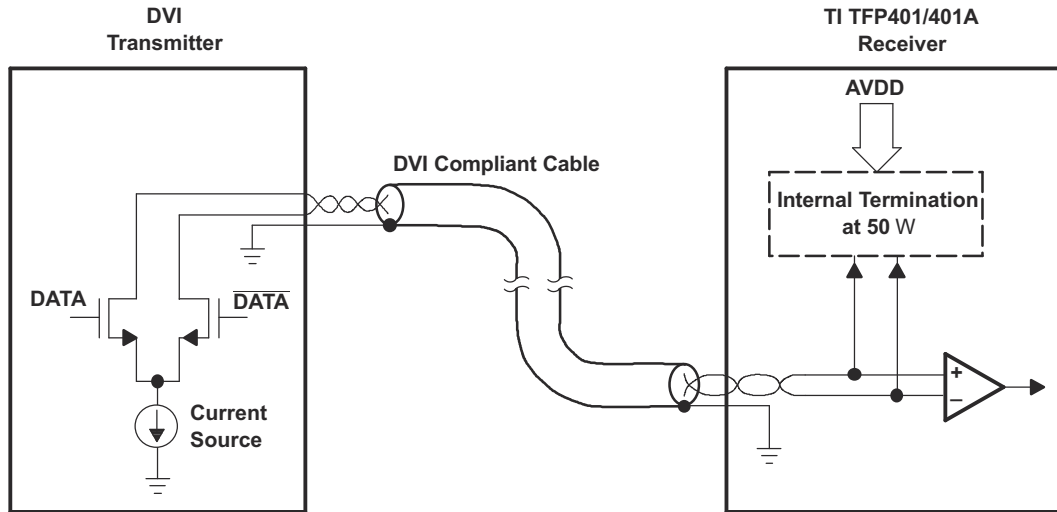 DVI
Transmitter
TI TFP401/401A
Receiver
AVDD
DVI Compliant Cable
Internal Termination
at 50 W
DATA
DATA
+
−
Current
Source